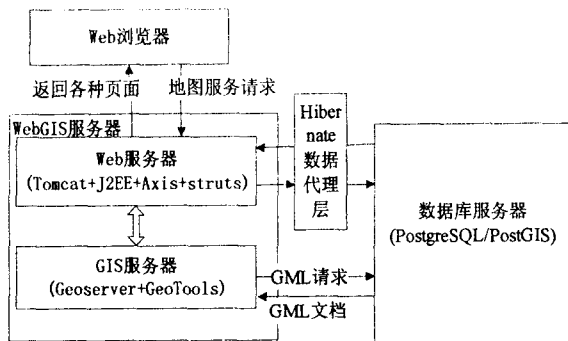 Web浏览器
返回各种页面
地图服务请求
WebGIS服务器
Web服务器
(Tomcat+J2EE+Axis+struts)
Hiber
nate
数据
代理
层
GIS服务器
(Geoserver+GeoTools)
GML请求
GML文档
数据库服务器
(PostgreSQL/PostGIS)